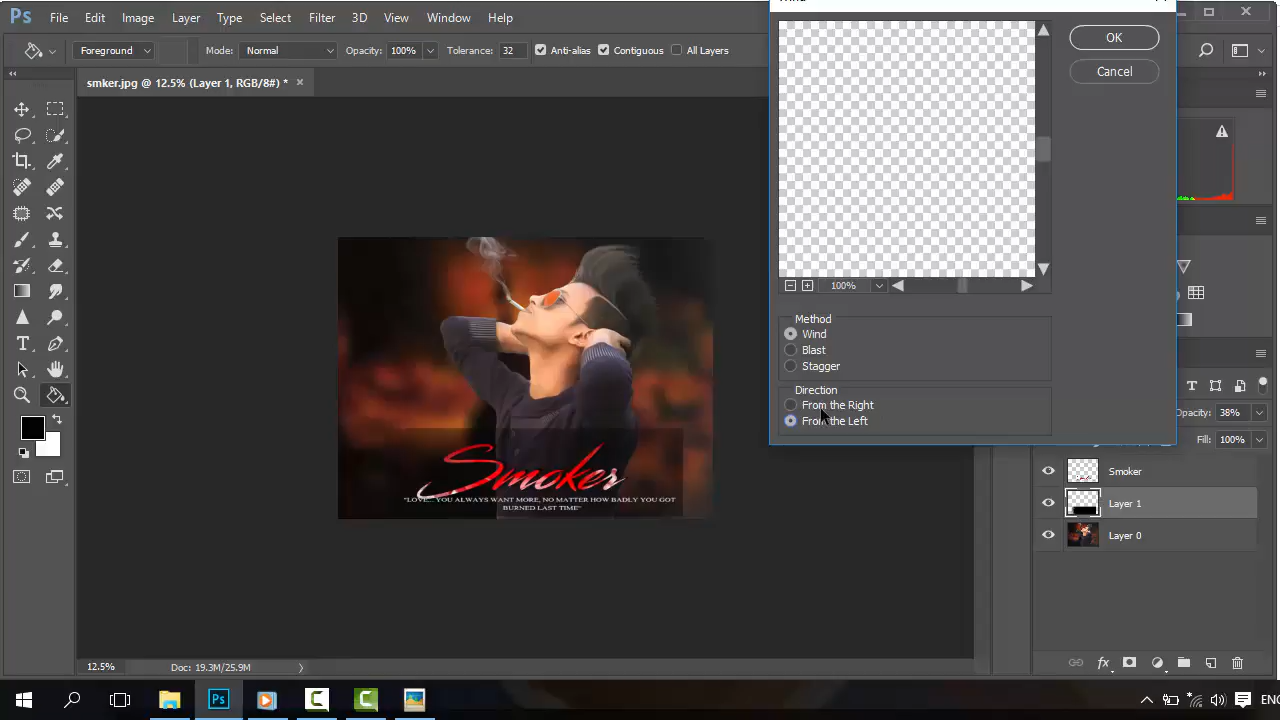 Ps File Edit Image Layer Type Select Filter 3D View Window Help
Foreground Mode: Normal Opacity: 100% Tolerance: 32 Anti-alias Contiguous All Layers
smker.jpg @ 12.5% (Layer 1, RGB/8#) * ×
OK
Cancel
100%
Method
Wind
Blast
Stagger
Direction
From the Right
From the Left
Opacity: 38%
Fill: 100%
Smoker
Layer 1
Layer 0
Smoker
"LOVE... YOU ALWAYS WANT MORE, NO MATTER HOW BADLY YOU GOT
BURNED LAST TIME"
12.5% Doc: 19.3M/25.9M
Ps
ENG